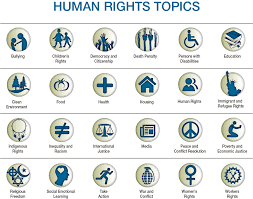 HUMAN RIGHTS TOPICS
Bullying
Children's
Rights
Democracy and
Citizenship
Death Penalty
Persons with
Disabilities
Education
Clean
Environment
Food
Health
Housing
Human Rights
Immigrant and
Refugee Rights
Indigenous
Rights
Inequality and
Racism
International
Justice
Media
Peace and
Conflict Resolution
Poverty and
Economic Justice
Religious
Freedom
Social Emotional
Learning
Take
Action
War and
Conflict
Women's
Rights
Workers
Rights